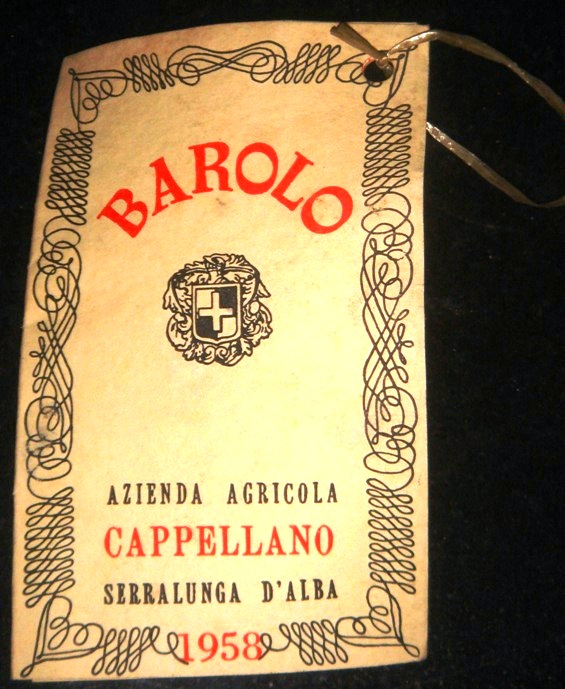 BAROLO
AZIENDA AGRICOLA
CAPPELLANO
SERRALUNGA D'ALBA
1958